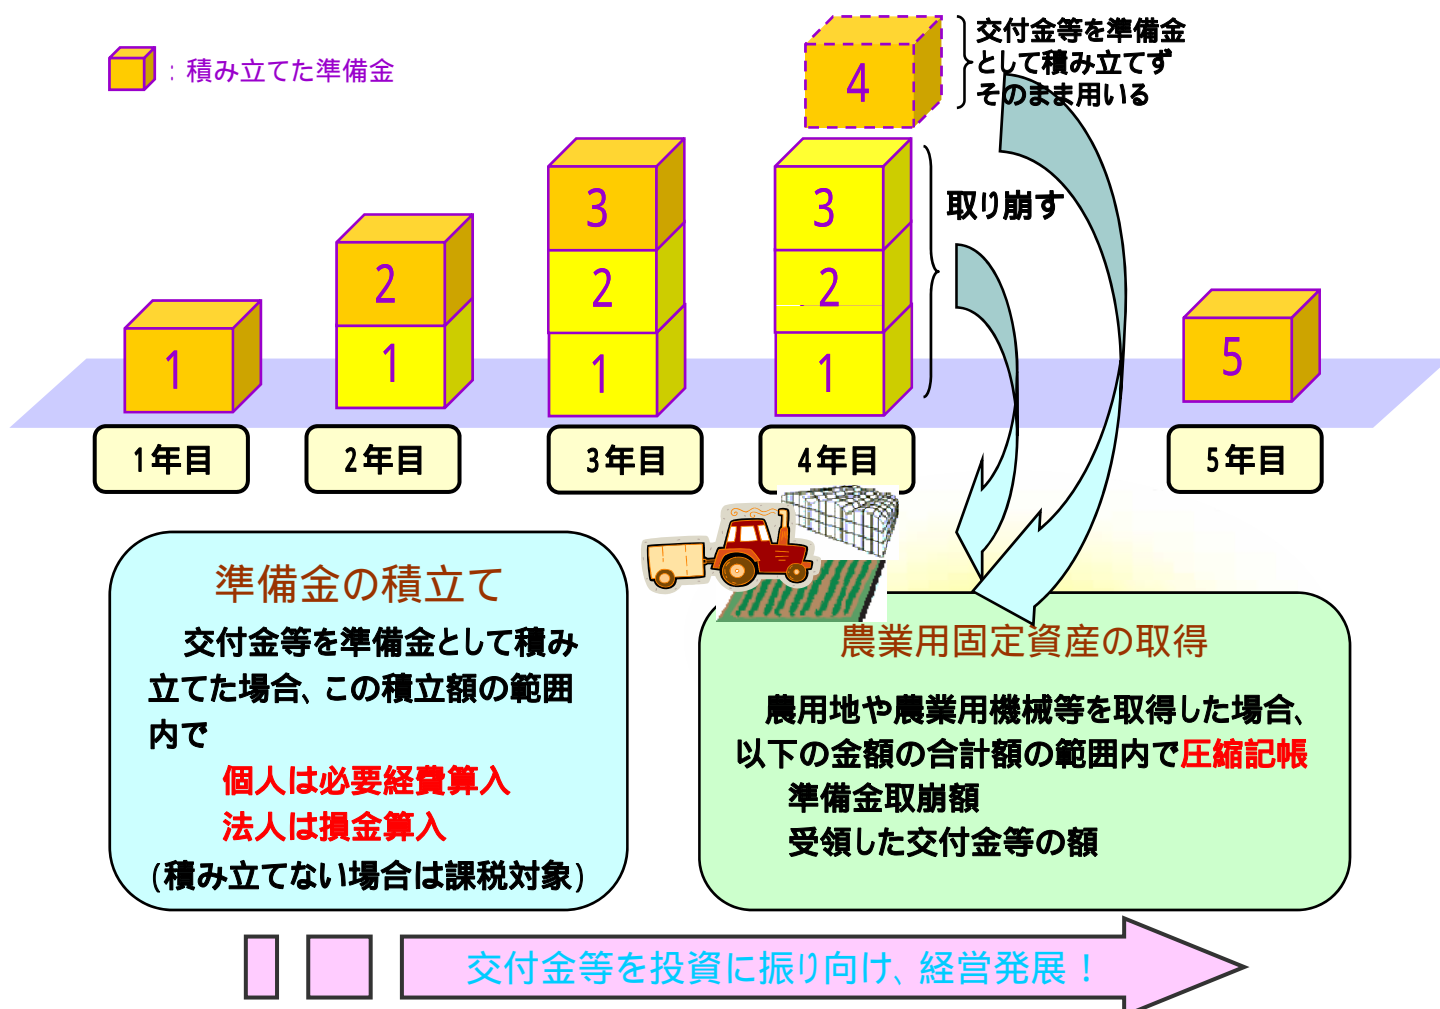 ：積み立てた準備金
4
交付金等を準備金
として積み立てず
そのまま用いる
取り崩す
1
2
1
3
2
1
3
2
1
5
1年目
2年目
3年目
4年目
5年目
準備金の積立て
交付金等を準備金として積み
立てた場合、この積立額の範囲
内で
個人は必要経費算入
法人は損金算入
(積み立てない場合は課税対象)
農業用固定資産の取得
農用地や農業用機械等を取得した場合、
以下の金額の合計額の範囲内で圧縮記帳
準備金取崩額
受領した交付金等の額
交付金等を投資に振り向け、経営発展！